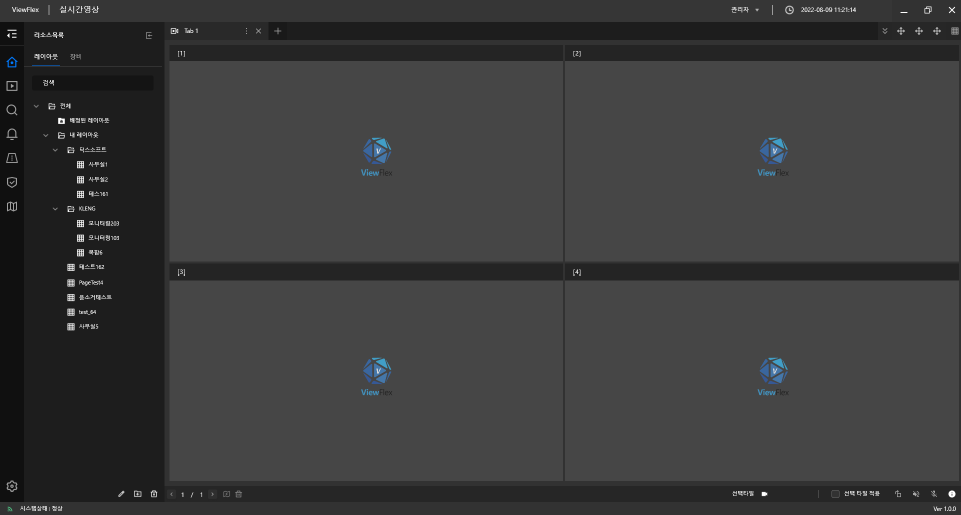 ViewFlex | 실시간영상
관리자
2022-08-09 11:21:14
리소스목록
Tab 1
레이아웃 장비
검색
전체
배정된 레이아웃
내 레이아웃
덕스소프트
사무실1
사무실2
테스161
KLENG
모니터링203
모니터링103
복합6
테스트162
PageTest4
음소거테스트
test_64
사무실5
[1]
ViewFlex
[2]
ViewFlex
[3]
ViewFlex
[4]
ViewFlex
1 / 1
선택타일
선택 타일 적용
시스템상태 : 정상
Ver 1.0.0